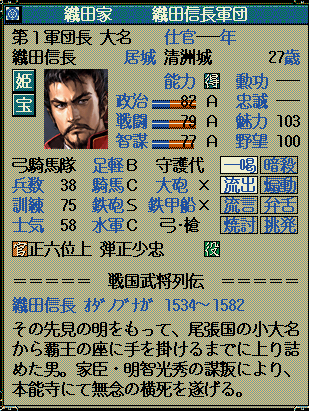 織田家 織田信長軍団
第1軍団長 大名 仕官――年
織田信長 居城 清洲城 27歳
姫 能力 得 動功 ――
宝 政治 82 A 忠誠 ――
戦闘 79 A 魅力 103
智謀 77 A 野望 100
弓騎馬隊 足軽B 守護代 一喝 暗殺
兵数 38 騎馬C 大砲 × 流出 煽動
訓練 75 鉄砲S 鉄甲船 × 流言 弁舌
士気 58 水軍C 弓・槍 焼討 挑発
官 正六位上 弾正少忠 役
===== 戦国武将列伝 =====
織田信長 ｵﾀﾞﾉﾌﾞﾅｶﾞ 1534〜1582
その先見の明をもって、尾張国の小大名
から覇王の座に手を掛けるまでに上り詰
めた男。家臣・明智光秀の謀叛により、
本能寺にて無念の横死を遂げる。